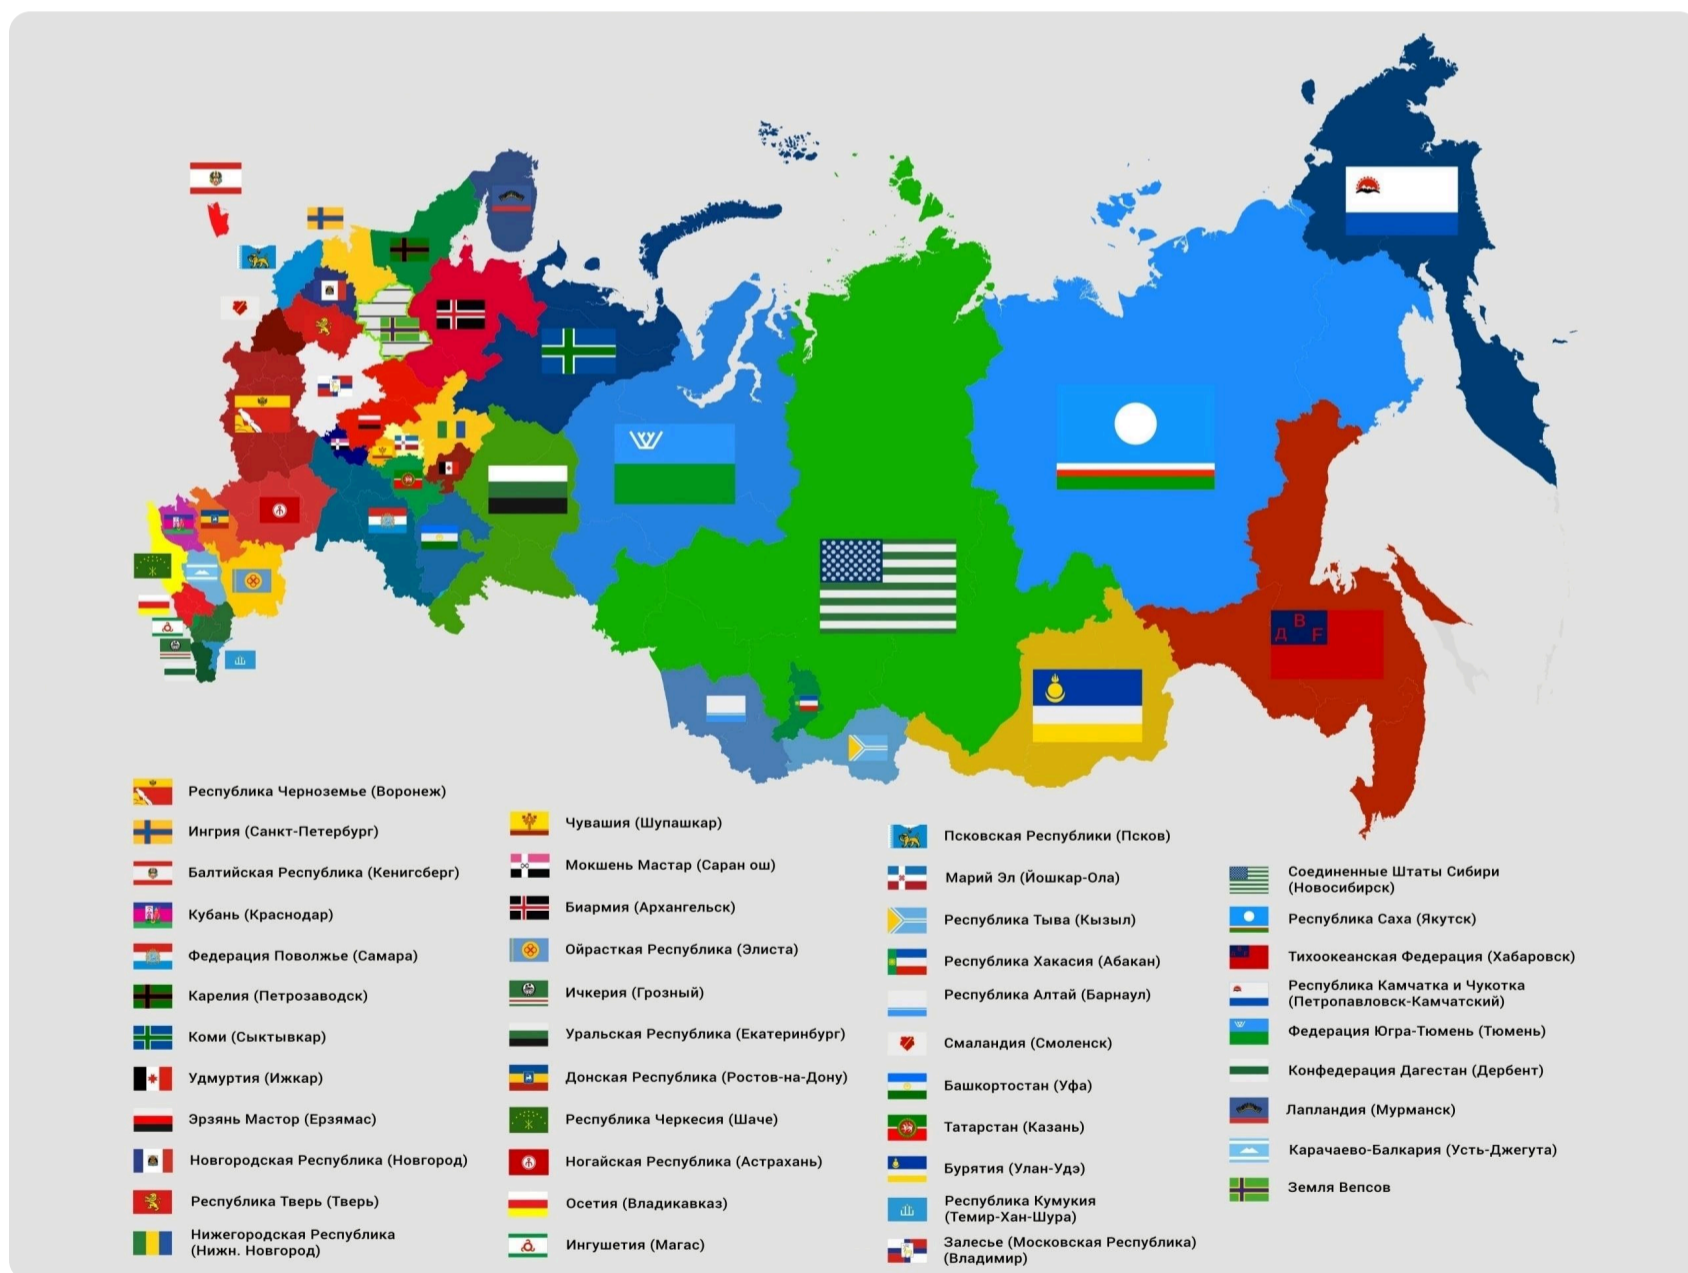 Д В F
Республика Черноземье (Воронеж)
Ингрия (Санкт-Петербург)
Балтийская Республика (Кенигсберг)
Кубань (Краснодар)
Федерация Поволжье (Самара)
Карелия (Петрозаводск)
Коми (Сыктывкар)
Удмуртия (Ижкар)
Эрзянь Мастор (Ерзямас)
Новгородская Республика (Новгород)
Республика Тверь (Тверь)
Нижегородская Республика
(Нижн. Новгород)
Чувашия (Шупашкар)
Мокшень Мастар (Саран ош)
Биармия (Архангельск)
Ойрасткая Республика (Элиста)
Ичкерия (Грозный)
Уральская Республика (Екатеринбург)
Донская Республика (Ростов-на-Дону)
Республика Черкесия (Шаче)
Ногайская Республика (Астрахань)
Осетия (Владикавказ)
Ингушетия (Магас)
Псковская Республики (Псков)
Марий Эл (Йошкар-Ола)
Республика Тыва (Кызыл)
Республика Хакасия (Абакан)
Республика Алтай (Барнаул)
Смаландия (Смоленск)
Башкортостан (Уфа)
Татарстан (Казань)
Бурятия (Улан-Удэ)
Республика Кумукия
(Темир-Хан-Шура)
Залесье (Московская Республика)
(Владимир)
Соединенные Штаты Сибири
(Новосибирск)
Республика Саха (Якутск)
Тихоокеанская Федерация (Хабаровск)
Республика Камчатка и Чукотка
(Петропавловск-Камчатский)
Федерация Югра-Тюмень (Тюмень)
Конфедерация Дагестан (Дербент)
Лапландия (Мурманск)
Карачаево-Балкария (Усть-Джегута)
Земля Вепсов